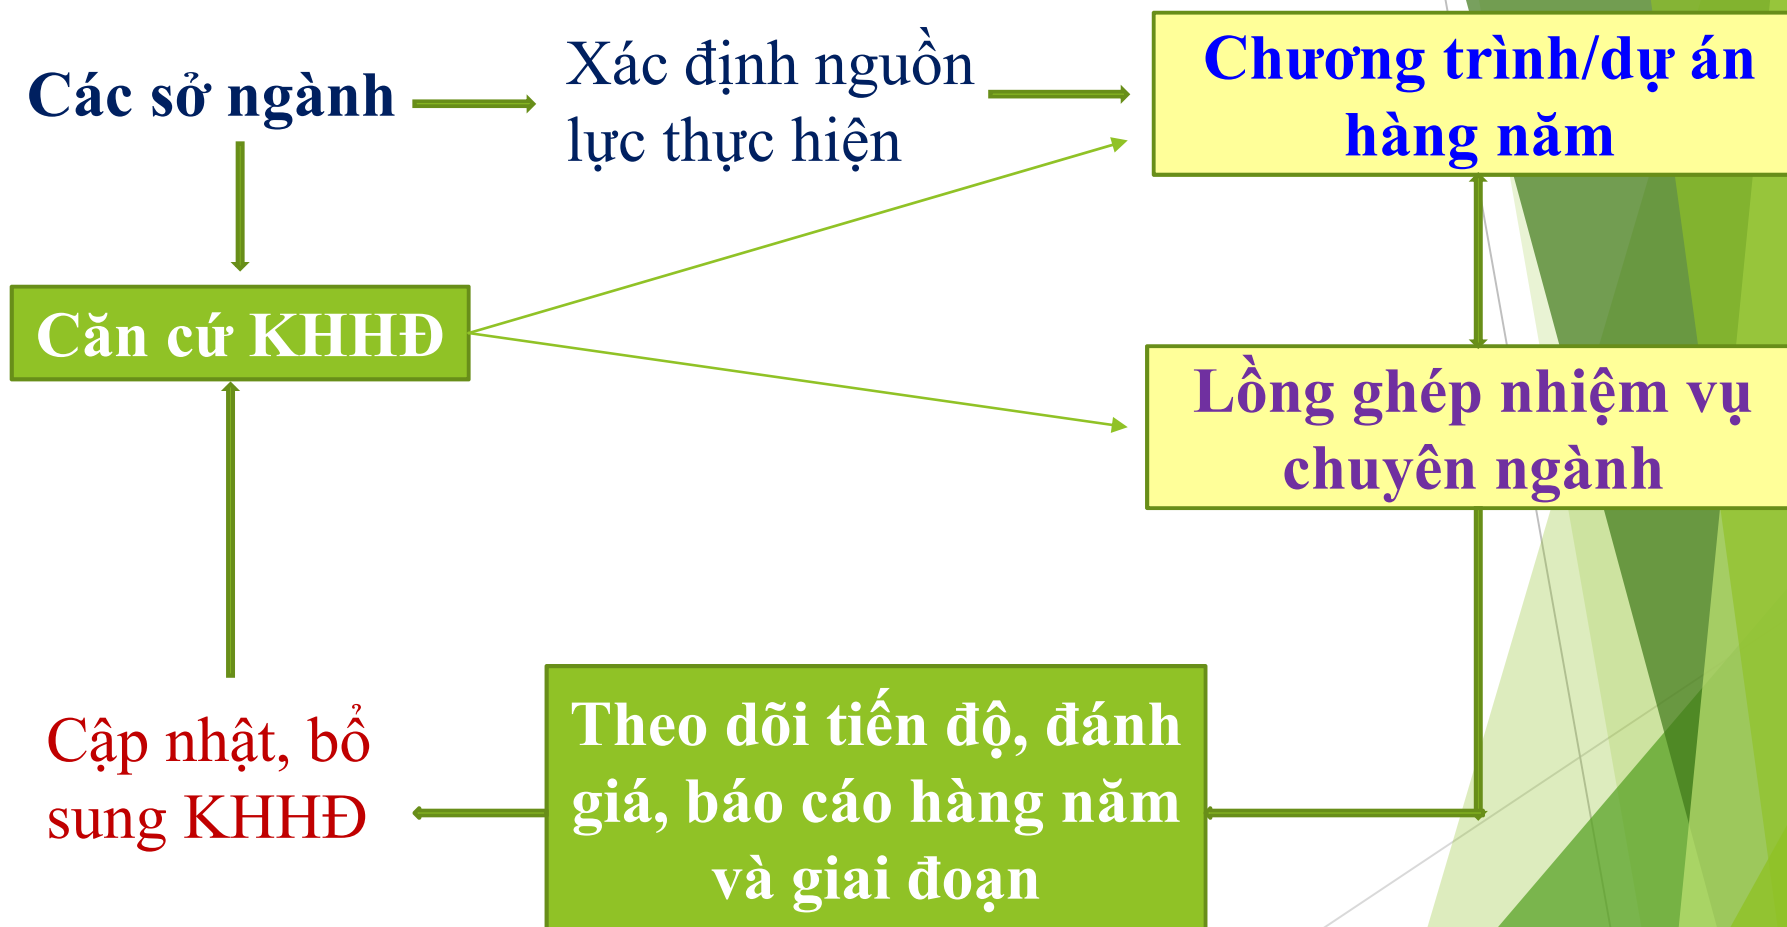 Các sở ngành
Xác định nguồn
lực thực hiện
Chương trình/dự án
hàng năm
Căn cứ KHHĐ
Lồng ghép nhiệm vụ
chuyên ngành
Cập nhật, bổ
sung KHHĐ
Theo dõi tiến độ, đánh
giá, báo cáo hàng năm
và giai đoạn